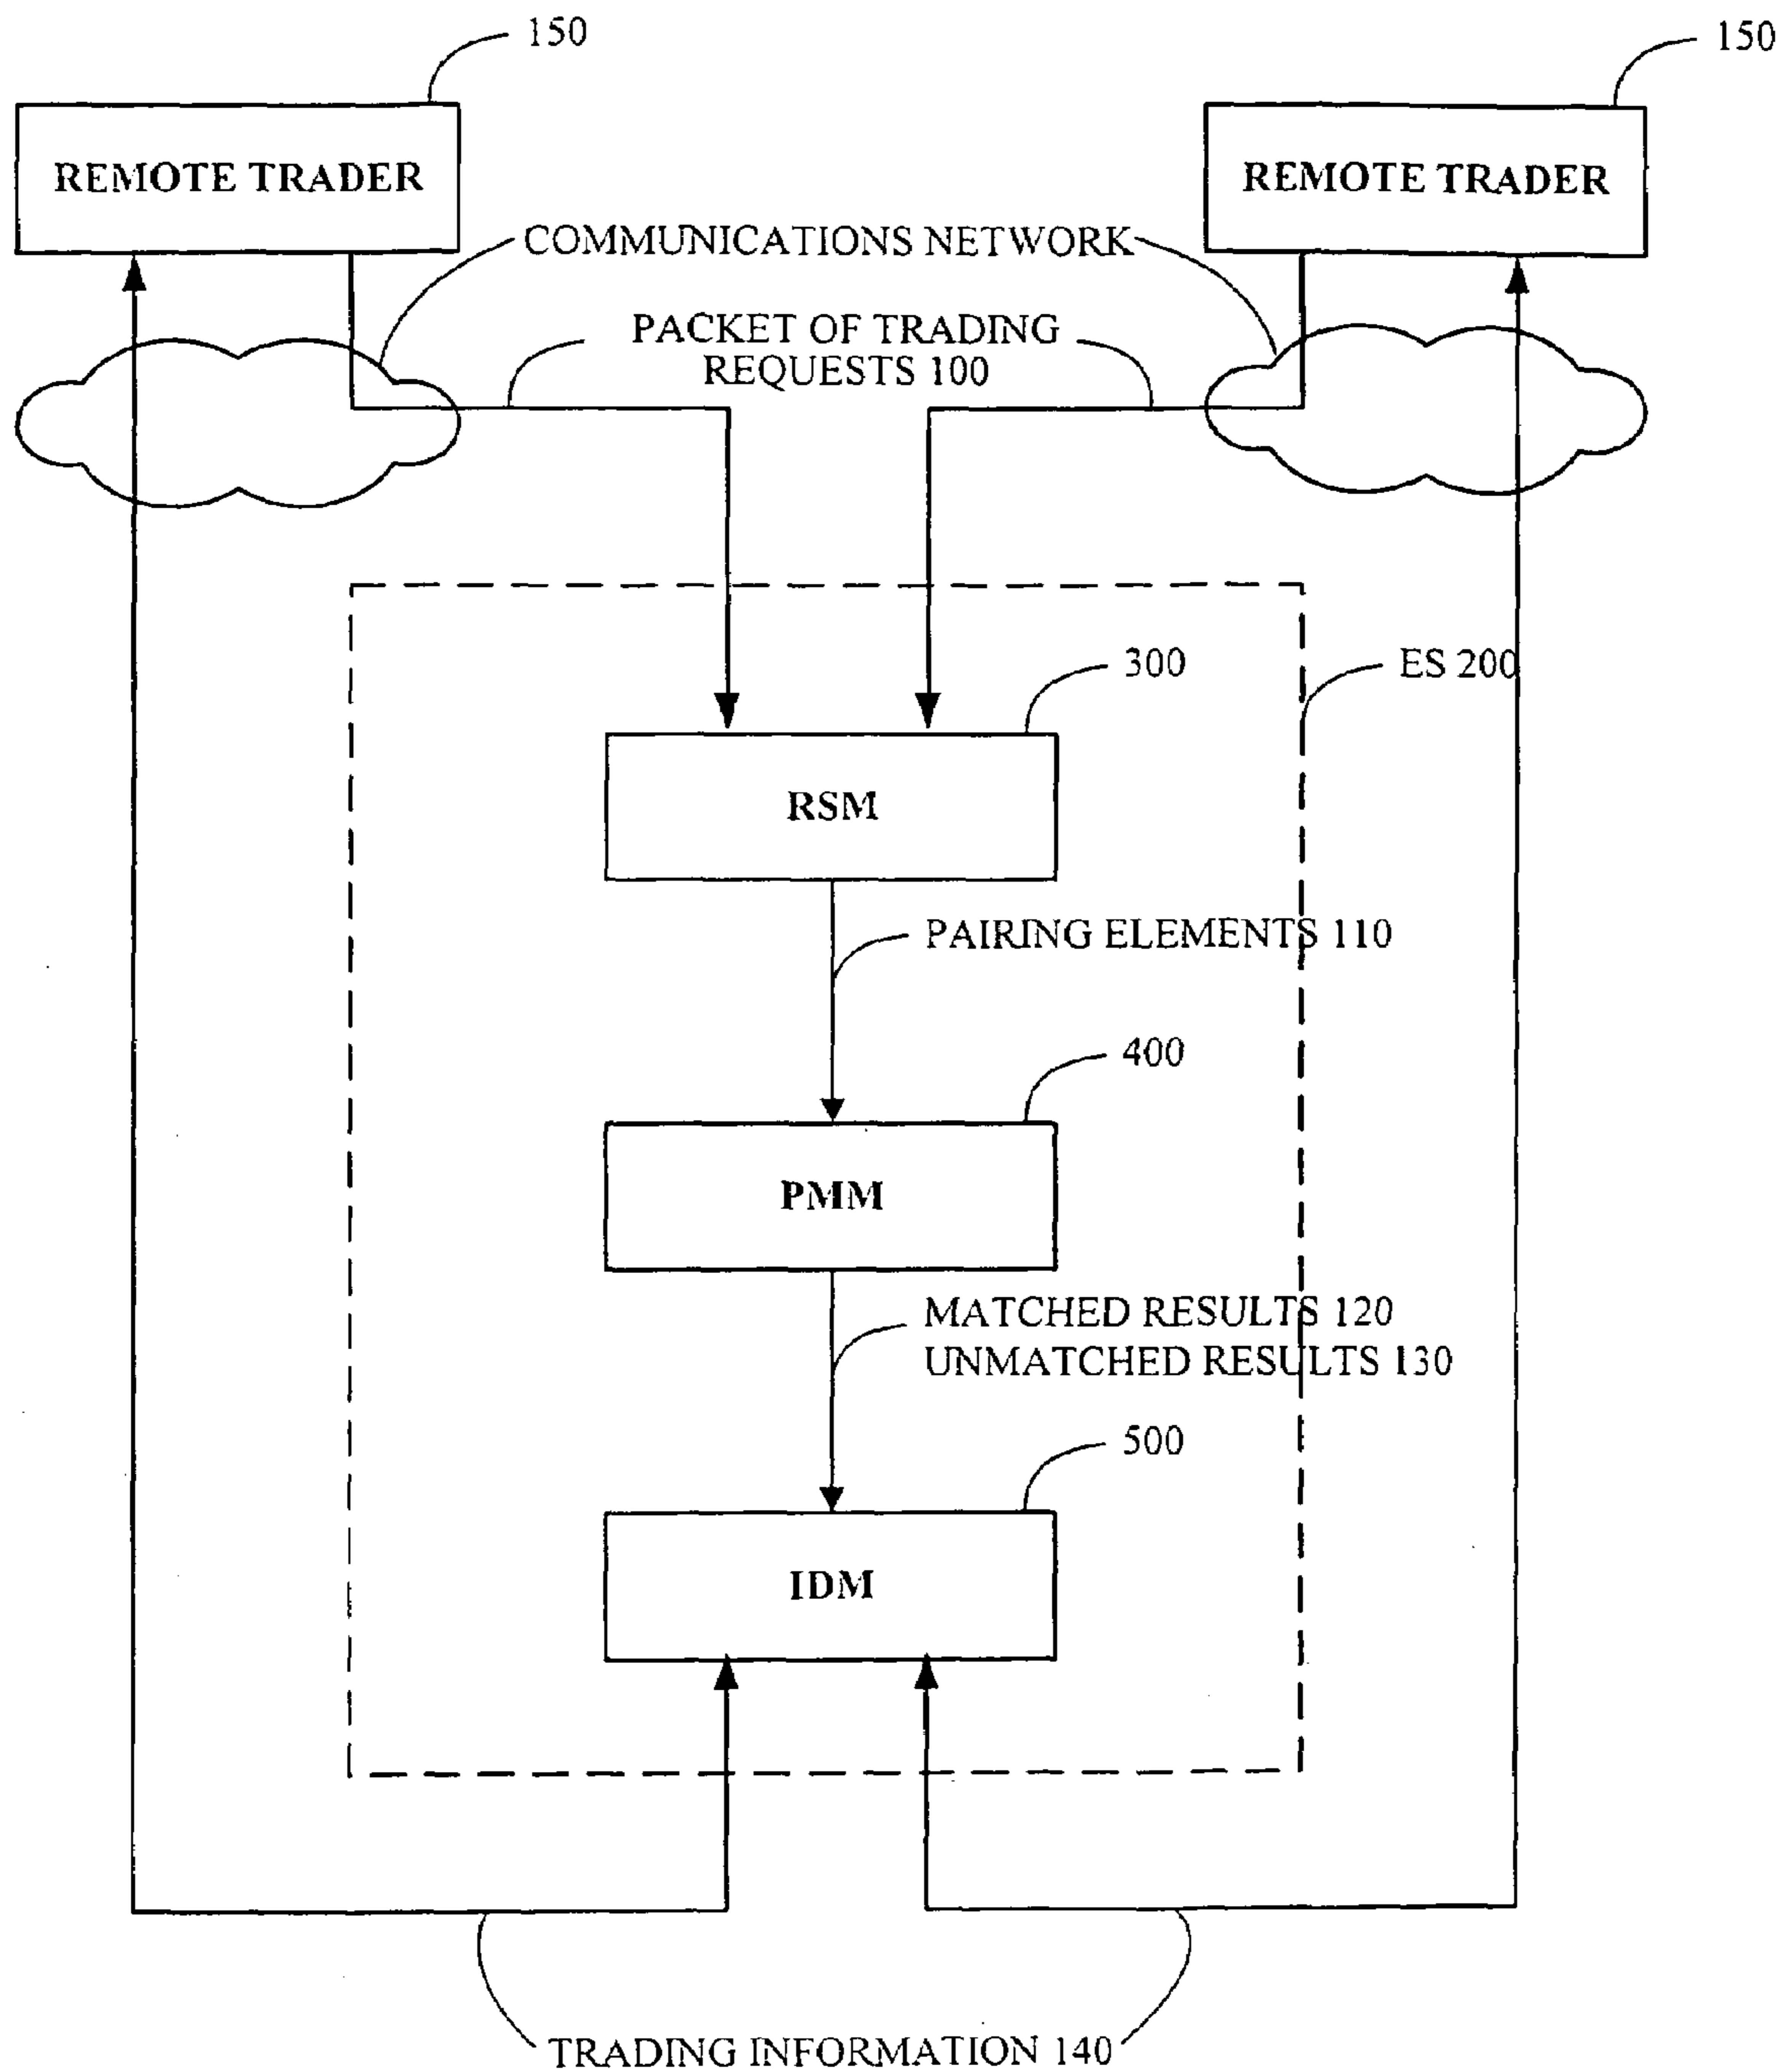 150
150
REMOTE TRADER
REMOTE TRADER
COMMUNICATIONS NETWORK
PACKET OF TRADING
REQUESTS 100
300
ES 200
RSM
PAIRING ELEMENTS 110
400
PMM
MATCHED RESULTS 120
UNMATCHED RESULTS 130
500
IDM
TRADING INFORMATION 140